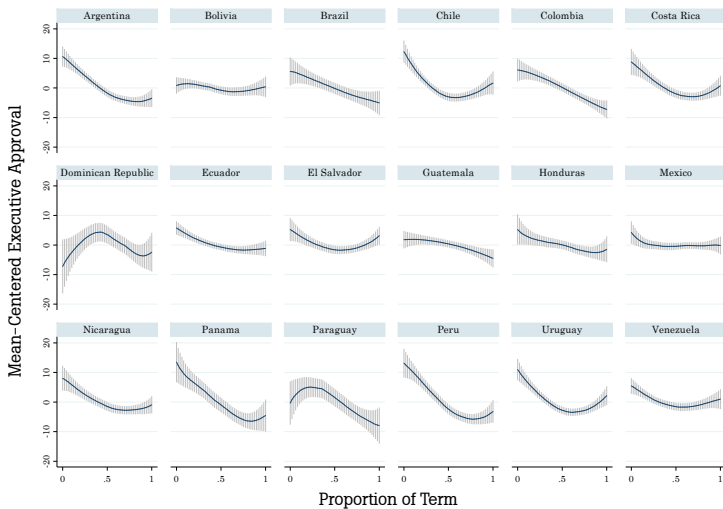 Argentina Bolivia Brazil Chile Colombia Costa Rica
20
10
0
-10
-20
Dominican Republic Ecuador El Salvador Guatemala Honduras Mexico
20
10
0
-10
-20
Nicaragua Panama Paraguay Peru Uruguay Venezuela
20
10
0
-10
-20
0 .5 1 0 .5 1 0 .5 1 0 .5 1 0 .5 1 0 .5 1
Mean-Centered Executive Approval
Proportion of Term